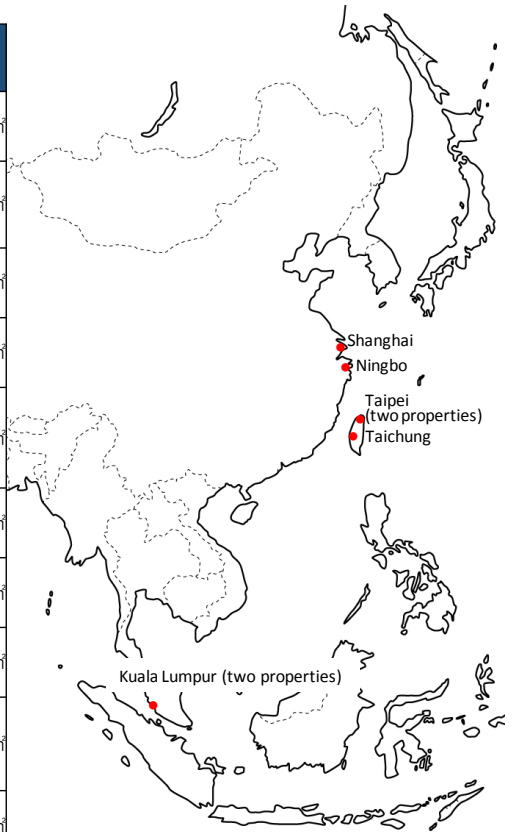 Shanghai
Ningbo
Taipei
(two properties)
Taichung
Kuala Lumpur (two properties)